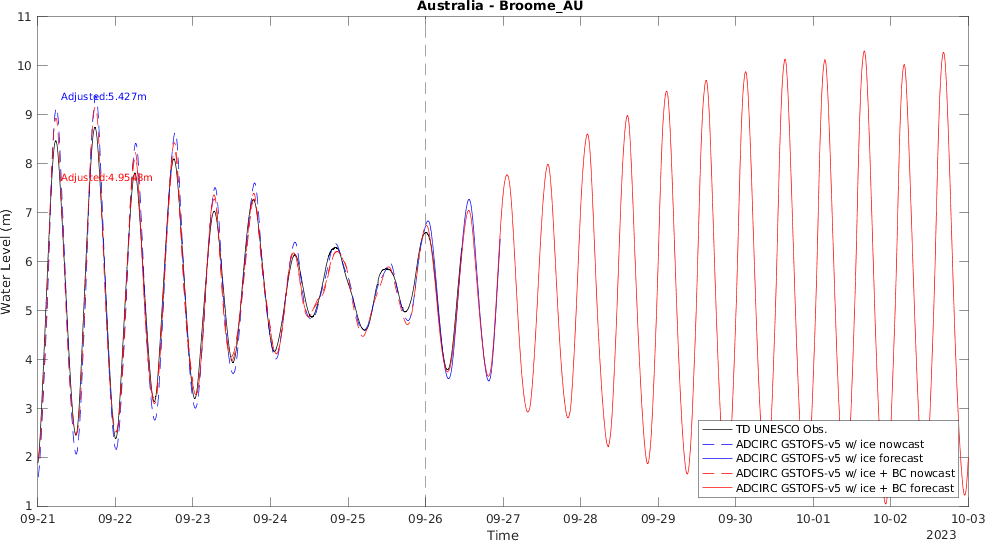 Australia - Broome_AU
11
10
9
8
7
6
5
4
3
2
1
Water Level (m)
Adjusted:5.427m
Adjusted:4.9543m
TD UNESCO Obs.
ADCIRC GSTOFS-v5 w/ ice nowcast
ADCIRC GSTOFS-v5 w/ ice forecast
ADCIRC GSTOFS-v5 w/ ice + BC nowcast
ADCIRC GSTOFS-v5 w/ ice + BC forecast
09-21 09-22 09-23 09-24 09-25 09-26 09-27 09-28 09-29 09-30 10-01 10-02 10-03
Time
2023